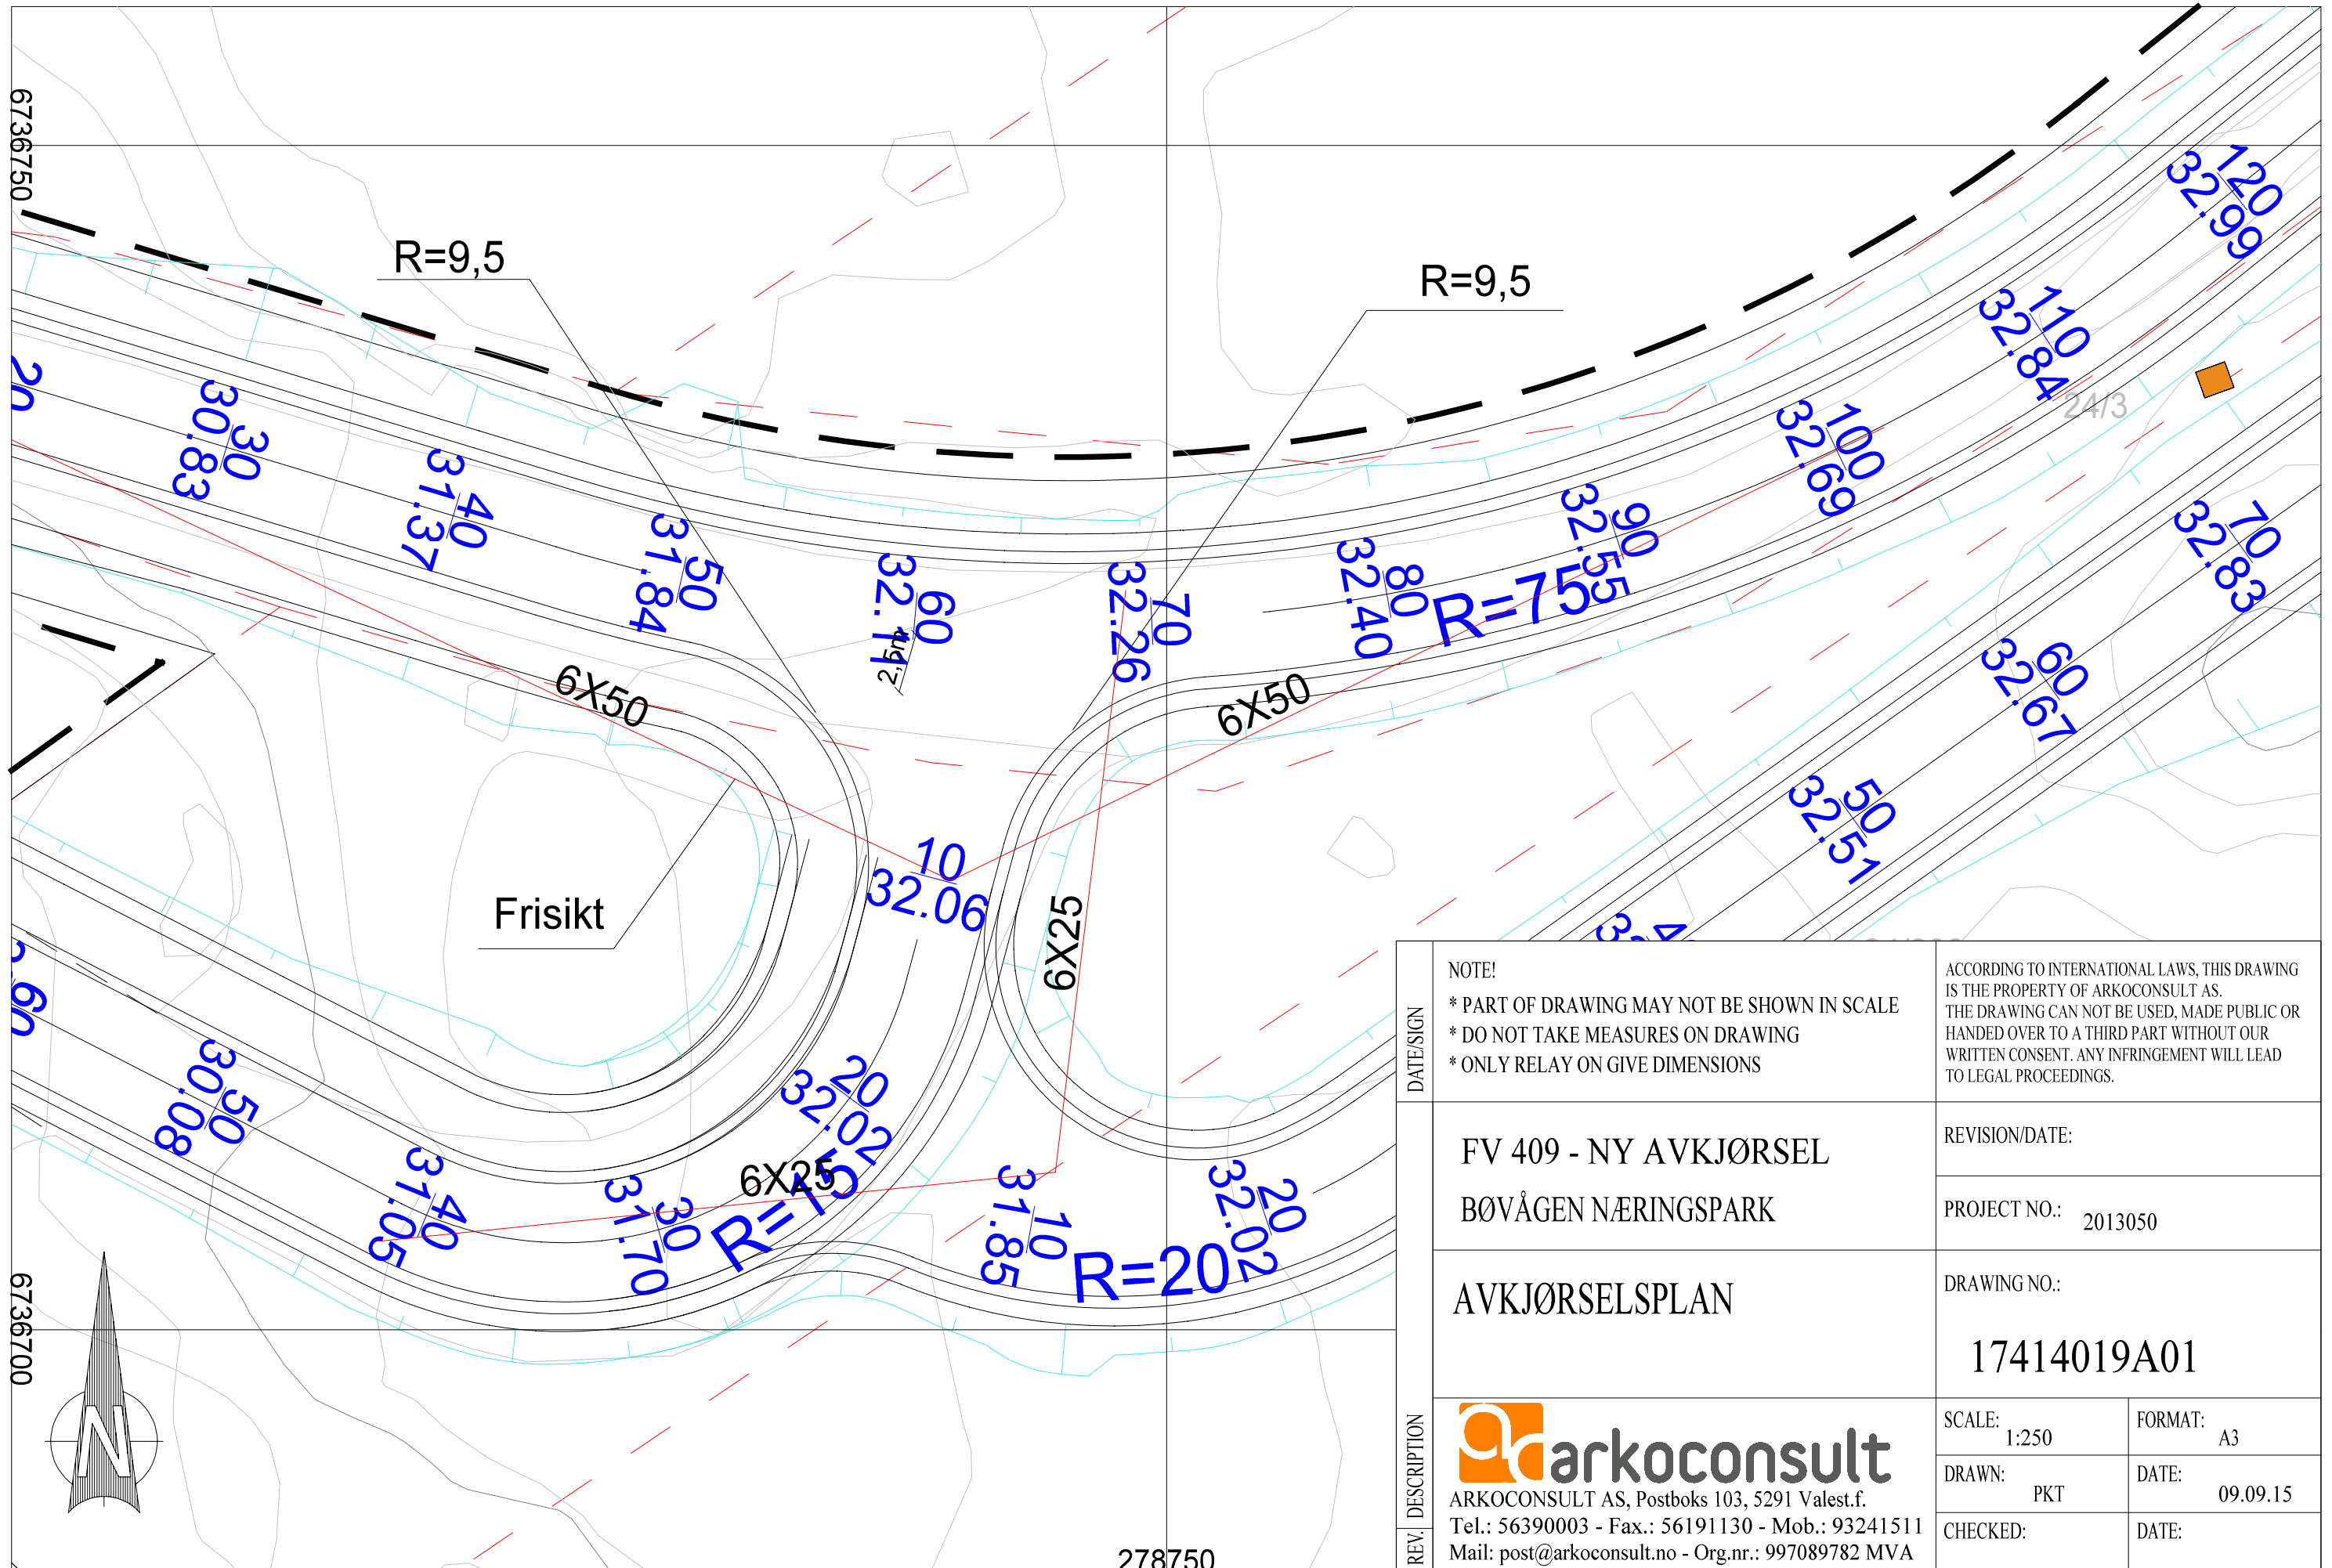 6736750
R=9,5
R=9,5
120
32.99
110
32.84
24/3
20
30
30.83
40
31.37
50
31.84
60
32.11
2,5m
70
32.26
80
32.40
90
32.55
R=75
100
32.69
70
32.83
60
32.67
50
32.51
6X50
6X50
10
32.06
Frisikt
6X25
60
50
30.08
40
31.05
30
31.70
20
32.02
6X25
R=15
10
31.85
R=20
20
32.02
6736700
N
278750
DATE/SIGN
DESCRIPTION
REV.
NOTE!
* PART OF DRAWING MAY NOT BE SHOWN IN SCALE
* DO NOT TAKE MEASURES ON DRAWING
* ONLY RELAY ON GIVE DIMENSIONS
ACCORDING TO INTERNATIONAL LAWS, THIS DRAWING
IS THE PROPERTY OF ARKOCONSULT AS.
THE DRAWING CAN NOT BE USED, MADE PUBLIC OR
HANDED OVER TO A THIRD PART WITHOUT OUR
WRITTEN CONSENT. ANY INFRINGEMENT WILL LEAD
TO LEGAL PROCEEDINGS.
FV 409 - NY AVKJØRSEL
BØVÅGEN NÆRINGSPARK
REVISION/DATE:
PROJECT NO.: 2013050
AVKJØRSELSPLAN
DRAWING NO.:
17414019A01
arkoconsult
ARKOCONSULT AS, Postboks 103, 5291 Valest.f.
Tel.: 56390003 - Fax.: 56191130 - Mob.: 93241511
Mail: post@arkoconsult.no - Org.nr.: 997089782 MVA
SCALE: 1:250
FORMAT: A3
DRAWN: PKT
DATE: 09.09.15
CHECKED:
DATE: